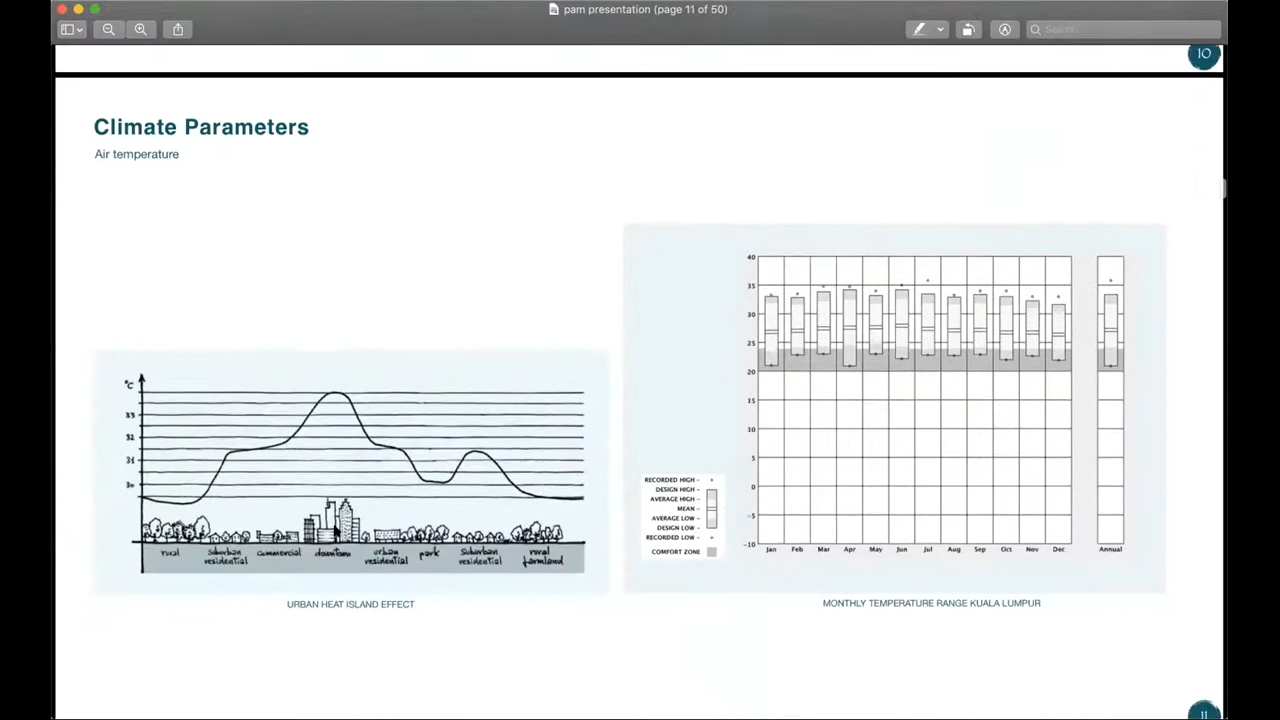 pam presentation (page 11 of 50)
Search
10
Climate Parameters
Air temperature
°C
33
32
31
30
rural
suburban residential
commercial
downtown
urban residential
park
suburban residential
rural farmland
URBAN HEAT ISLAND EFFECT
40
35
30
25
20
15
10
5
0
-5
-10
Jan Feb Mar Apr May Jun Jul Aug Sep Oct Nov Dec Annual
RECORDED HIGH -
DESIGN HIGH -
AVERAGE HIGH -
MEAN -
AVERAGE LOW -
DESIGN LOW -
RECORDED LOW -
COMFORT ZONE
MONTHLY TEMPERATURE RANGE KUALA LUMPUR
11